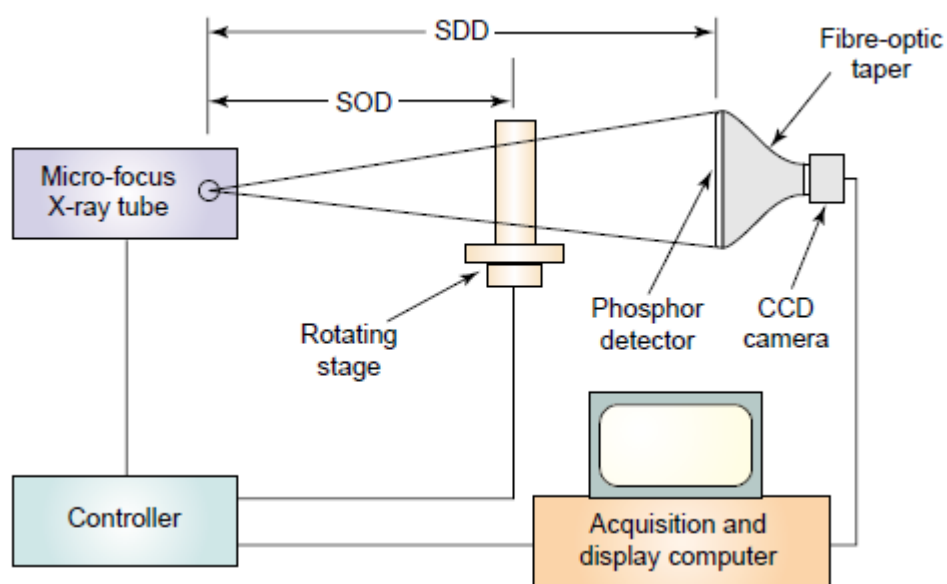 SDD
Fibre-optic
taper
SOD
Micro-focus
X-ray tube
Rotating
stage
Phosphor
detector
CCD
camera
Controller
Acquisition and
display computer